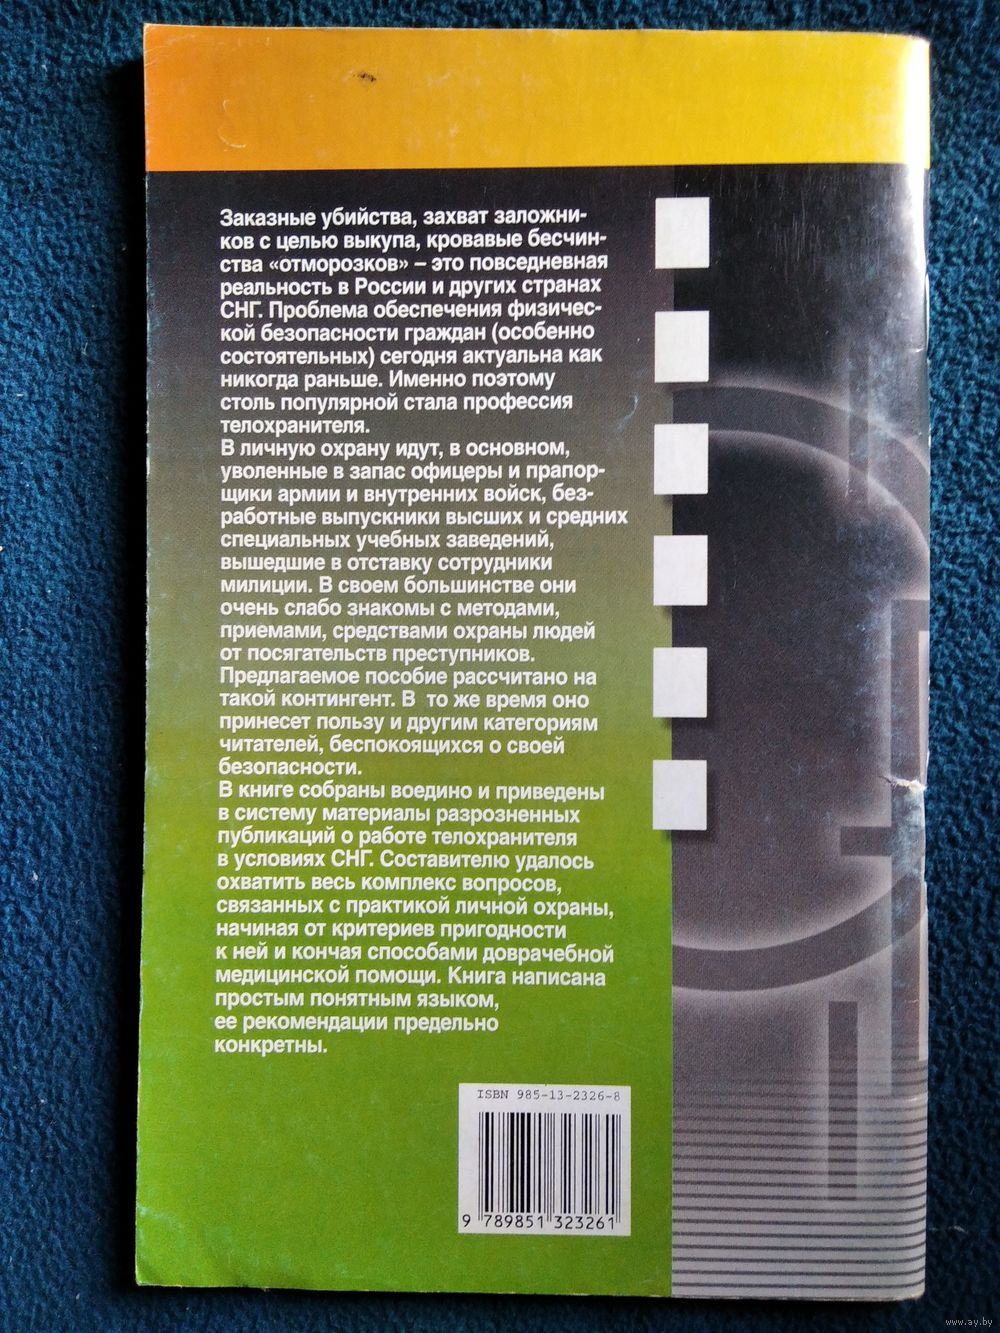 Заказные убийства, захват заложни-
ков с целью выкупа, кровавые бесчин-
ства «отморозков» – это повседневная
реальность в России и других странах
СНГ. Проблема обеспечения физичес-
кой безопасности граждан (особенно
состоятельных) сегодня актуальна как
никогда раньше. Именно поэтому
столь популярной стала профессия
телохранителя.
В личную охрану идут, в основном,
уволенные в запас офицеры и прапор-
щики армии и внутренних войск, без-
работные выпускники высших и средних
специальных учебных заведений,
вышедшие в отставку сотрудники
милиции. В своем большинстве они
очень слабо знакомы с методами,
приемами, средствами охраны людей
от посягательств преступников.
Предлагаемое пособие рассчитано на
такой контингент. В то же время оно
принесет пользу и другим категориям
читателей, беспокоящихся о своей
безопасности.
В книге собраны воедино и приведены
в систему материалы разрозненных
публикаций о работе телохранителя
в условиях СНГ. Составителю удалось
охватить весь комплекс вопросов,
связанных с практикой личной охраны,
начиная от критериев пригодности
к ней и кончая способами доврачебной
медицинской помощи. Книга написана
простым понятным языком,
ее рекомендации предельно
конкретны.
ISBN 985-13-2326-8
9 789851 323261
www.ay.by